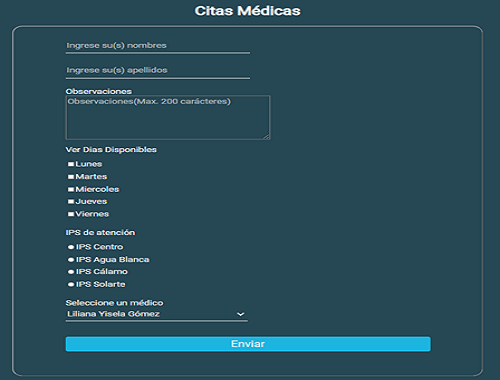 Citas Médicas
Ingrese su(s) nombres
Ingrese su(s) apellidos
Observaciones
Observaciones(Max. 200 carácteres)
Ver Dias Disponibles
Lunes
Martes
Miercoles
Jueves
Viernes
IPS de atención
IPS Centro
IPS Agua Blanca
IPS Cálamo
IPS Solarte
Seleccione un médico
Liliana Yisela Gómez
Enviar